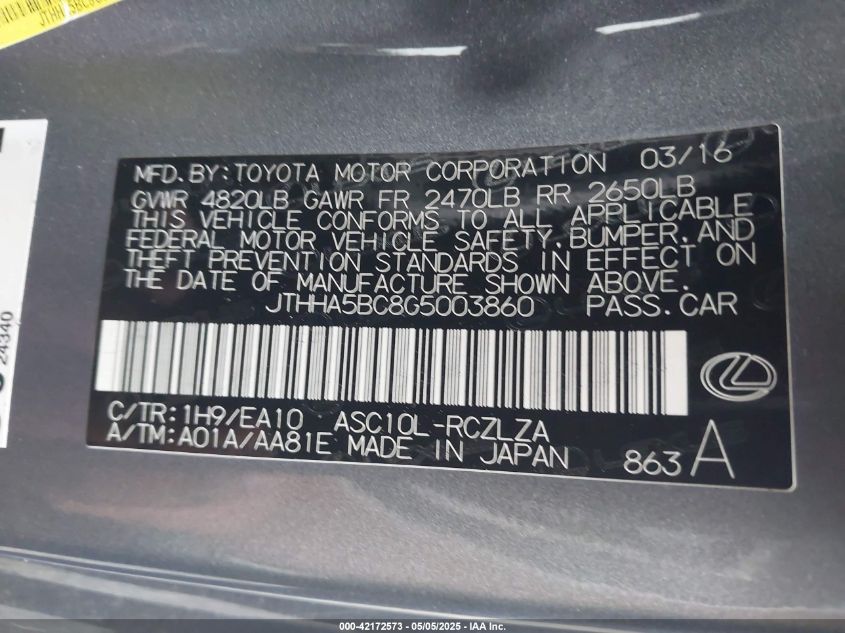 MFD.BY:TOYOTA MOTOR CORPORATION 03/16
GVWR 4820LB GAWR FR 2470LB RR 2650LB
THIS VEHICLE CONFORMS TO ALL APPLICABLE
FEDERAL MOTOR VEHICLE SAFETY,BUMPER,AND
THEFT PREVENTION STANDARDS IN EFFECT ON
THE DATE OF MANUFACTURE SHOWN ABOVE.
JTHHA5BC8G5003860 PASS.CAR
C/TR:1H9/EA10 ASC10L-RCZLZA
A/TM:A01A/AA81E MADE IN JAPAN 863 A
24340
000-42172573 - 05/05/2025 - IAA Inc.